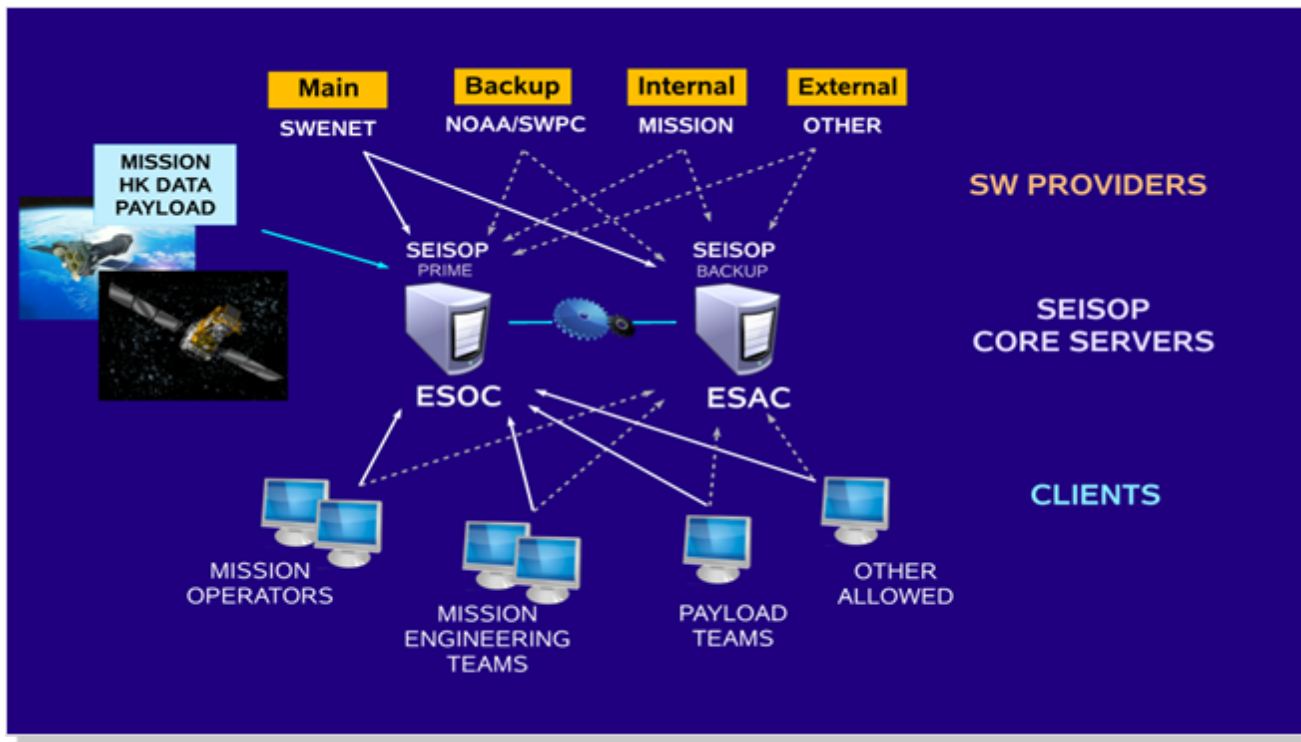 Main
Backup
Internal
External
SWENET
NOAA/SWPC
MISSION
OTHER
MISSION
HK DATA
PAYLOAD
SW PROVIDERS
SEISOP
PRIME
SEISOP
BACKUP
SEISOP
CORE SERVERS
ESOC
ESAC
CLIENTS
MISSION
OPERATORS
MISSION
ENGINEERING
TEAMS
PAYLOAD
TEAMS
OTHER
ALLOWED